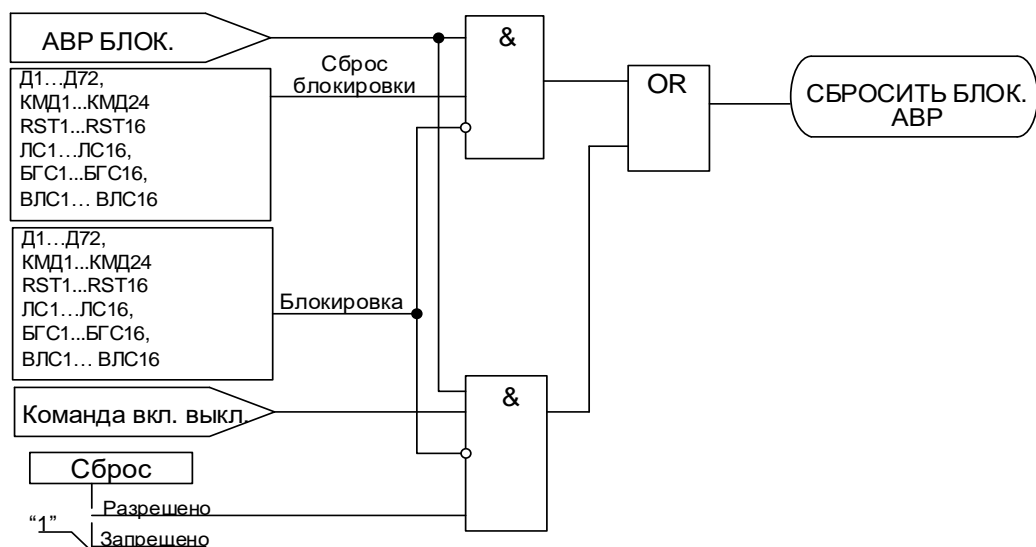 АВР БЛОК.
&
Сброс
блокировки
OR
СБРОСИТЬ БЛОК.
АВР
Д1…Д72,
КМД1...КМД24
RST1...RST16
ЛС1…ЛС16,
БГС1...БГС16,
ВЛС1… ВЛС16
Д1…Д72,
КМД1...КМД24
RST1...RST16
ЛС1…ЛС16,
БГС1...БГС16,
ВЛС1… ВЛС16
Блокировка
&
Команда вкл. выкл.
Сброс
Разрешено
“1”
Запрещено